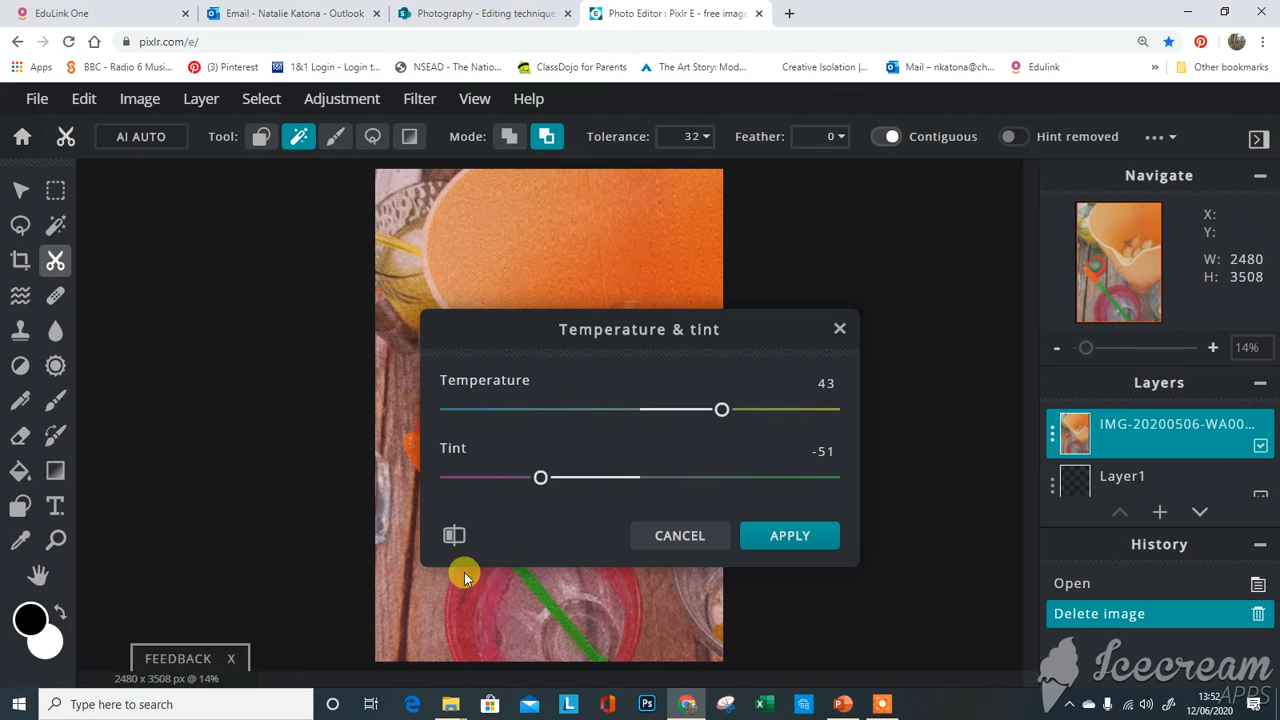 EduLink One
Email - Natalie Katona - Outlook
Photography - Editing technique
Photo Editor : Pixlr E - free image
pixlr.com/e/
Apps
BBC - Radio 6 Musi...
(3) Pinterest
1&1 Login - Login t...
NSEAD — The Natio...
ClassDojo for Parents
The Art Story: Mod...
Creative Isolation |...
Mail – nkatona@ch...
Edulink
»
Other bookmarks
File Edit Image Layer Select Adjustment Filter View Help
AI AUTO Tool: Mode: Tolerance: 32 Feather: 0 Contiguous Hint removed
Navigate
X:
Y:
W: 2480
H: 3508
- + 14%
Temperature & tint
Temperature 43
Tint -51
CANCEL APPLY
Layers
IMG-20200506-WA00...
Layer1
History
Open
Delete image
FEEDBACK X
2480 x 3508 px @ 14%
Icecream
APPS
Type here to search
13:52
12/06/2020